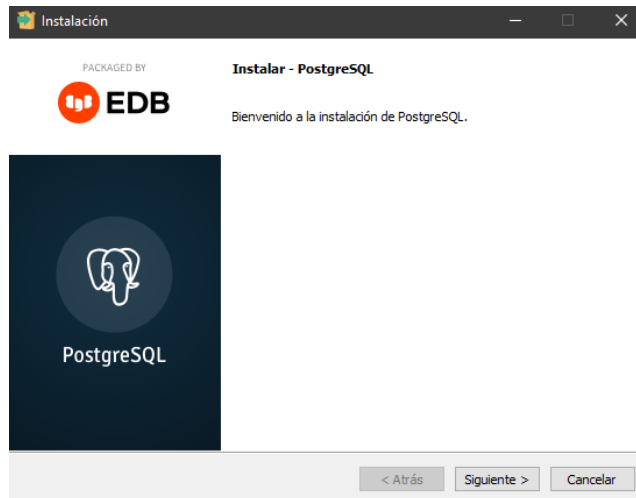 Instalación
PACKAGED BY
EDB
Instalar - PostgreSQL
Bienvenido a la instalación de PostgreSQL.
PostgreSQL
< Atrás
Siguiente >
Cancelar